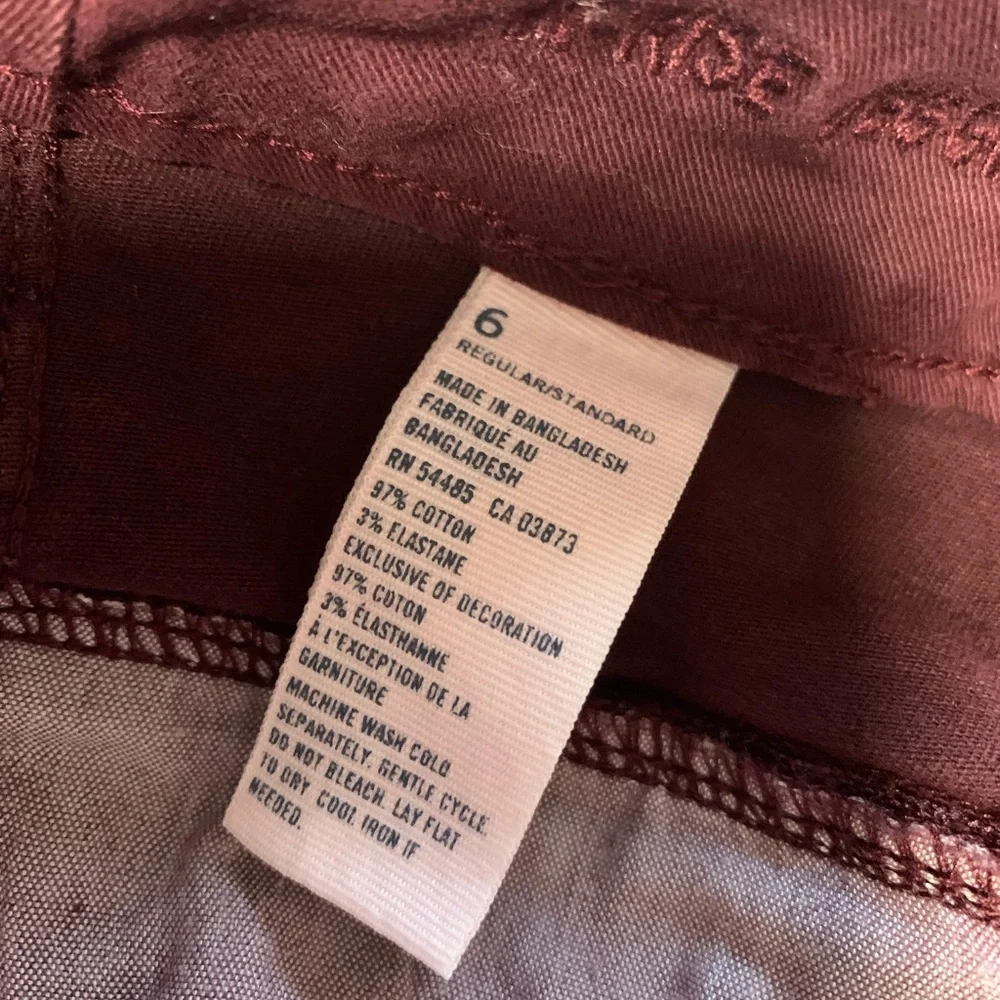 6
REGULAR/STANDARD
MADE IN BANGLADESH
FABRIQUÉ AU
BANGLADESH
RN 54485 CA 03873
97% COTTON
3% ELASTANE
EXCLUSIVE OF DECORATION
97% COTON
3% ÉLASTHANNE
À L'EXCEPTION DE LA
GARNITURE
MACHINE WASH COLD
SEPARATELY. GENTLE CYCLE.
DO NOT BLEACH. LAY FLAT
TO DRY. COOL IRON IF
NEEDED.